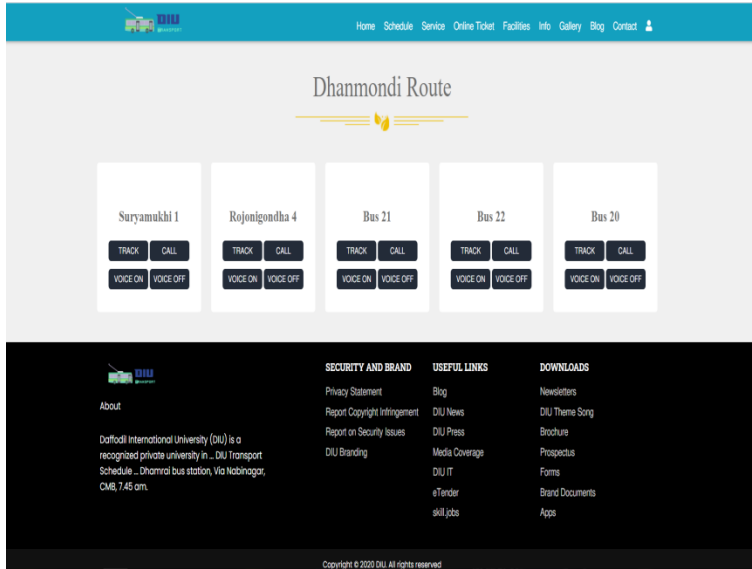 DIU
Home Schedule Service Online Ticket Facilities Info Gallery Blog Contact
Dhanmondi Route
Suryamukhi 1
TRACK CALL
VOICE ON VOICE OFF
Rojonigondha 4
TRACK CALL
VOICE ON VOICE OFF
Bus 21
TRACK CALL
VOICE ON VOICE OFF
Bus 22
TRACK CALL
VOICE ON VOICE OFF
Bus 20
TRACK CALL
VOICE ON VOICE OFF
DIU
About
Daffodil International University (DIU) is a
recognized private university in ... DIU Transport
Schedule ... Dhamrai bus station, Via Nabinagar,
CMB, 7.45 am.
SECURITY AND BRAND
Privacy Statement
Report Copyright Infringement
Report on Security Issues
DIU Branding
USEFUL LINKS
Blog
DIU News
DIU Press
Media Coverage
DIU IT
eTender
skill.jobs
DOWNLOADS
Newsletters
DIU Theme Song
Brochure
Prospectus
Forms
Brand Documents
Apps
Copyright © 2020 DIU. All rights reserved